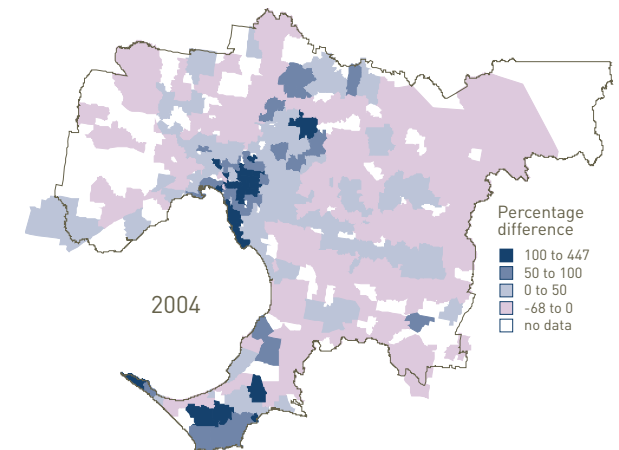 Percentage
difference
100 to 447
50 to 100
0 to 50
-68 to 0
no data
2004